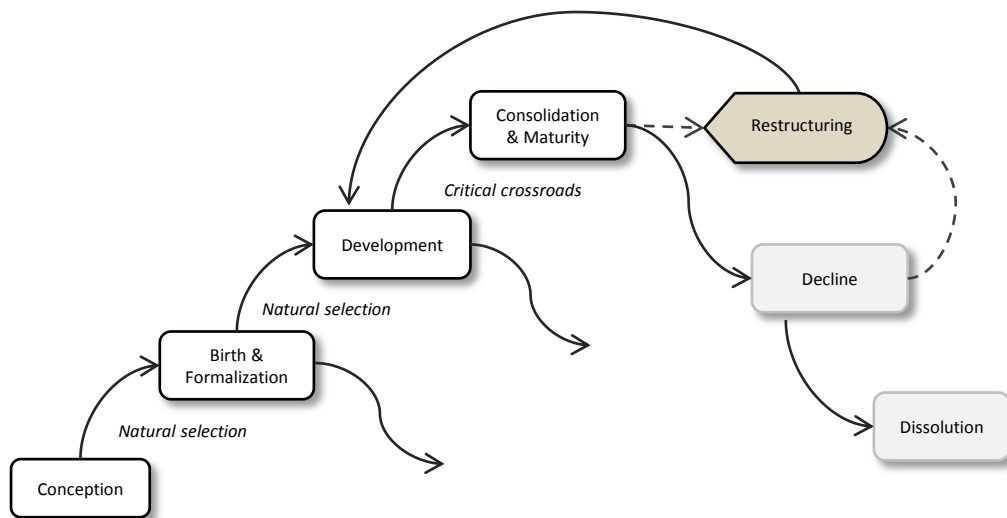 Consolidation
& Maturity
Restructuring
Critical crossroads
Development
Decline
Natural selection
Birth &
Formalization
Dissolution
Natural selection
Conception